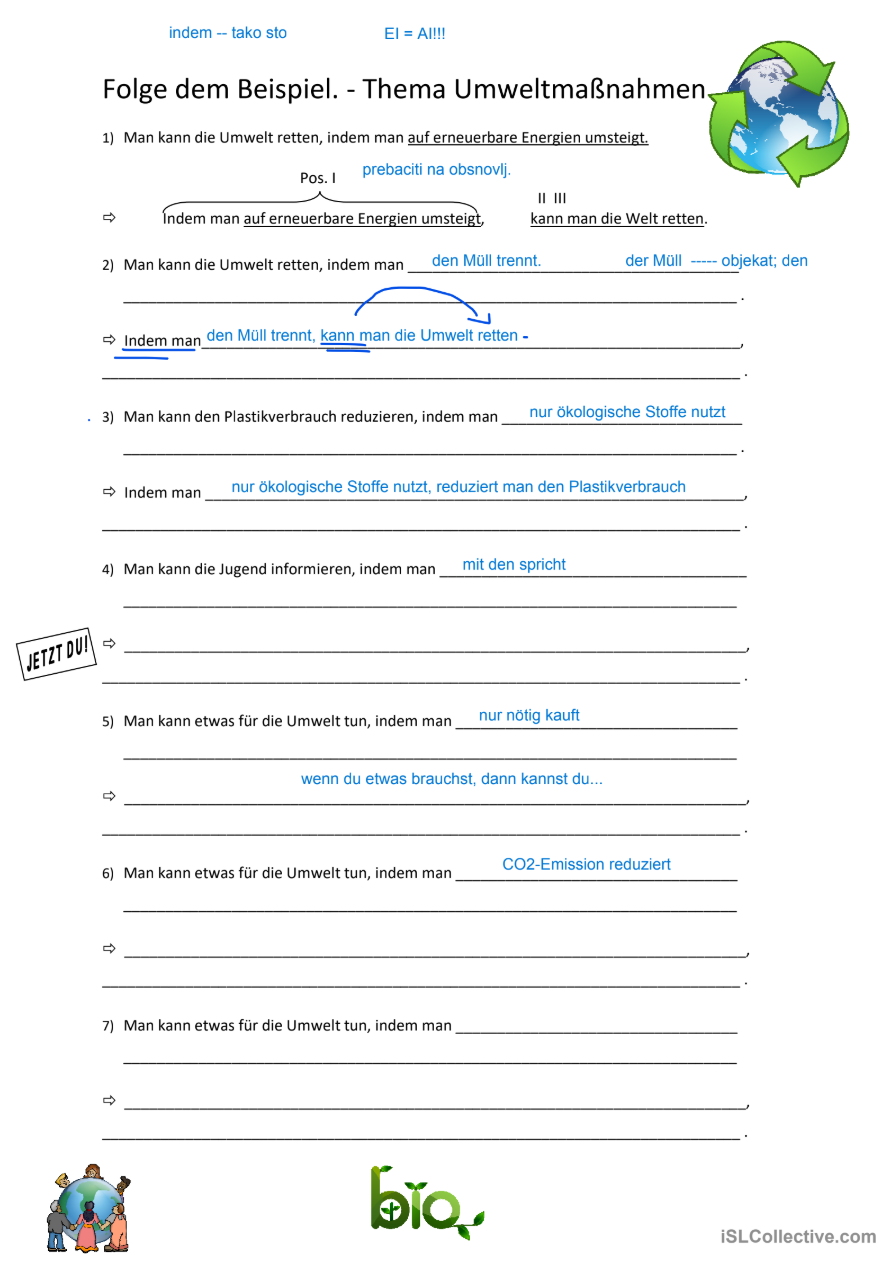 indem -- tako sto EI = AI!!!
Folge dem Beispiel. - Thema Umweltmaßnahmen
1) Man kann die Umwelt retten, indem man auf erneuerbare Energien umsteigt.
prebaciti na obsnovlj.
Pos. I
II III
⇨ Indem man auf erneuerbare Energien umsteigt, kann man die Welt retten.
2) Man kann die Umwelt retten, indem man den Müll trennt. der Müll ----- objekat; den
.
⇨ Indem man den Müll trennt, kann man die Umwelt retten -,
.
. 3) Man kann den Plastikverbrauch reduzieren, indem man nur ökologische Stoffe nutzt
.
⇨ Indem man nur ökologische Stoffe nutzt, reduziert man den Plastikverbrauch,
.
4) Man kann die Jugend informieren, indem man mit den spricht
JETZT DU!
⇨ ,
.
5) Man kann etwas für die Umwelt tun, indem man nur nötig kauft
wenn du etwas brauchst, dann kannst du...
⇨ ,
.
6) Man kann etwas für die Umwelt tun, indem man CO2-Emission reduziert
⇨ ,
.
7) Man kann etwas für die Umwelt tun, indem man
⇨ ,
.
bio
iSLCollective.com